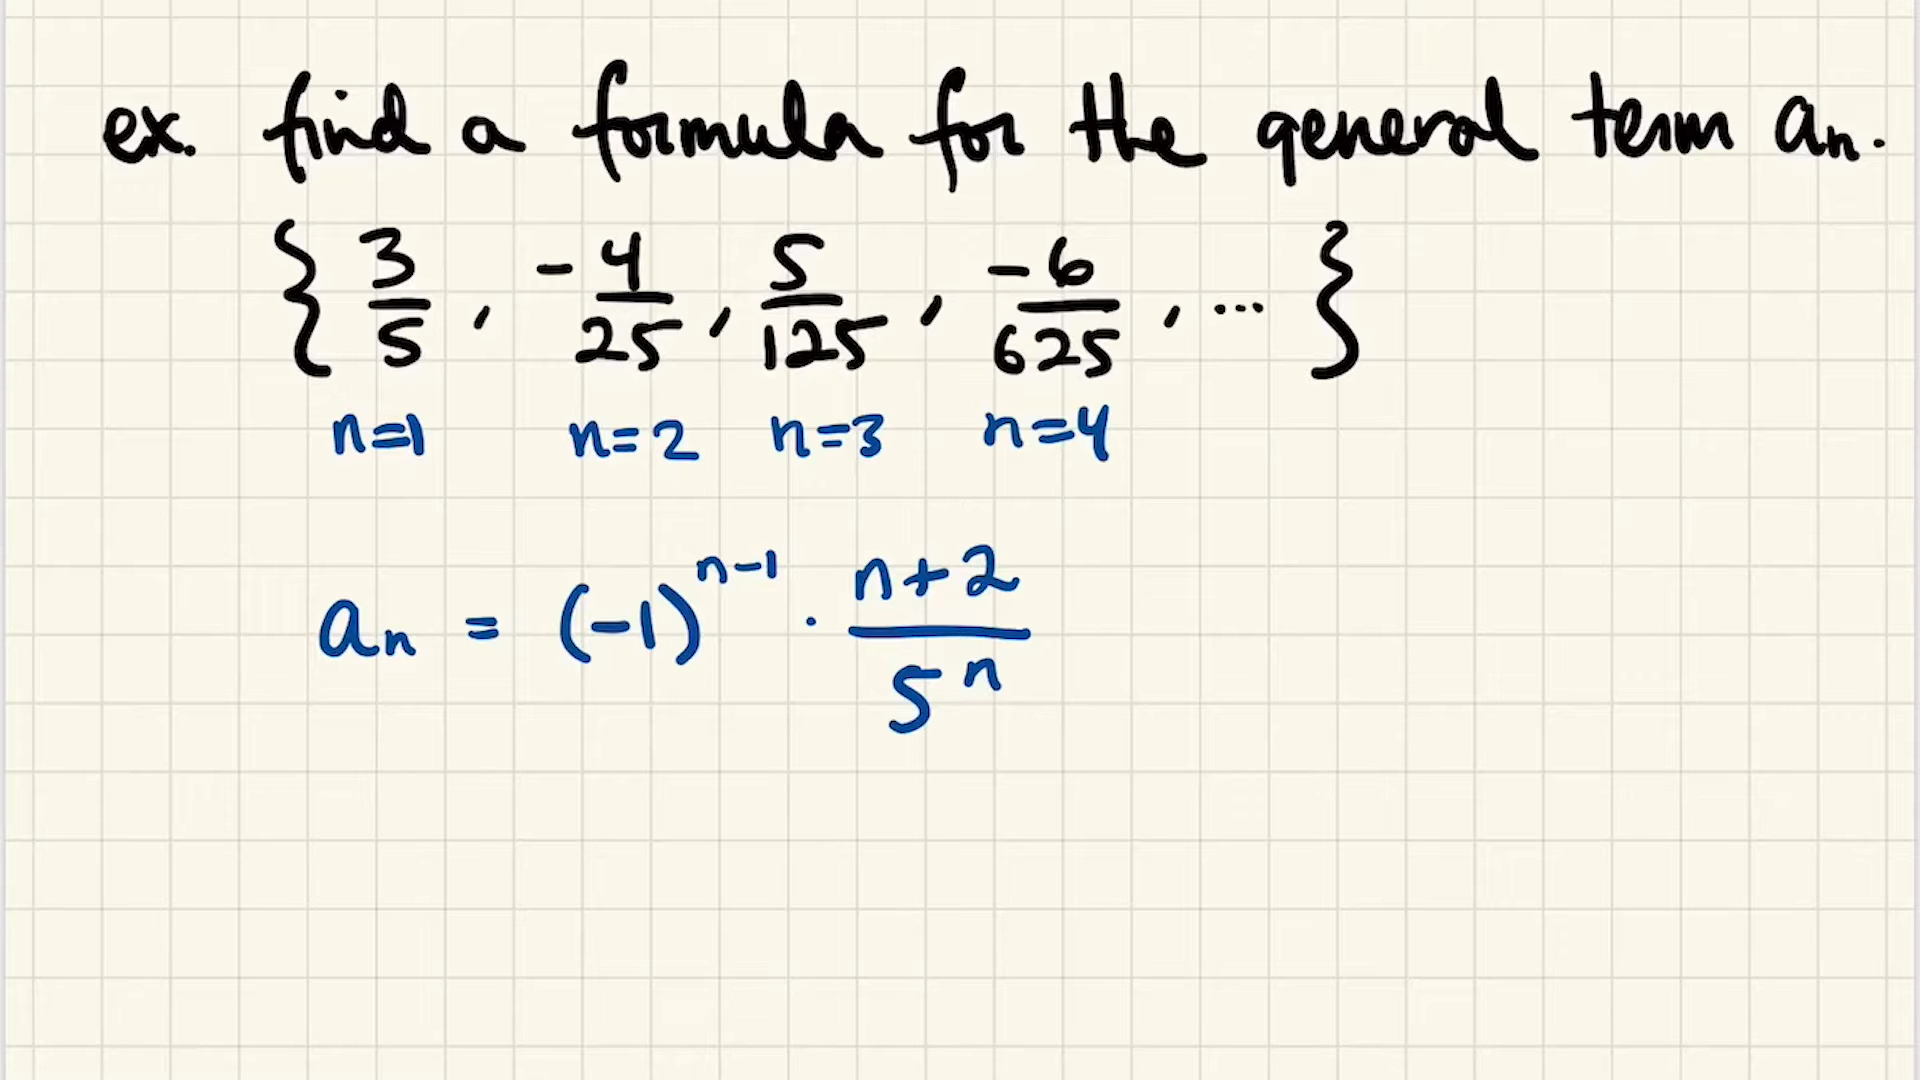 ex. find a formula for the general term aₙ.
{ 3/5, -4/25, 5/125, -6/625, ... }
n=1 n=2 n=3 n=4
aₙ = (-1)ⁿ⁻¹ · (n+2)/5ⁿ